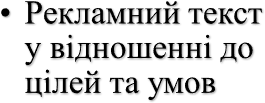 • Рекламний текст
у відношенні до
цілей та умов